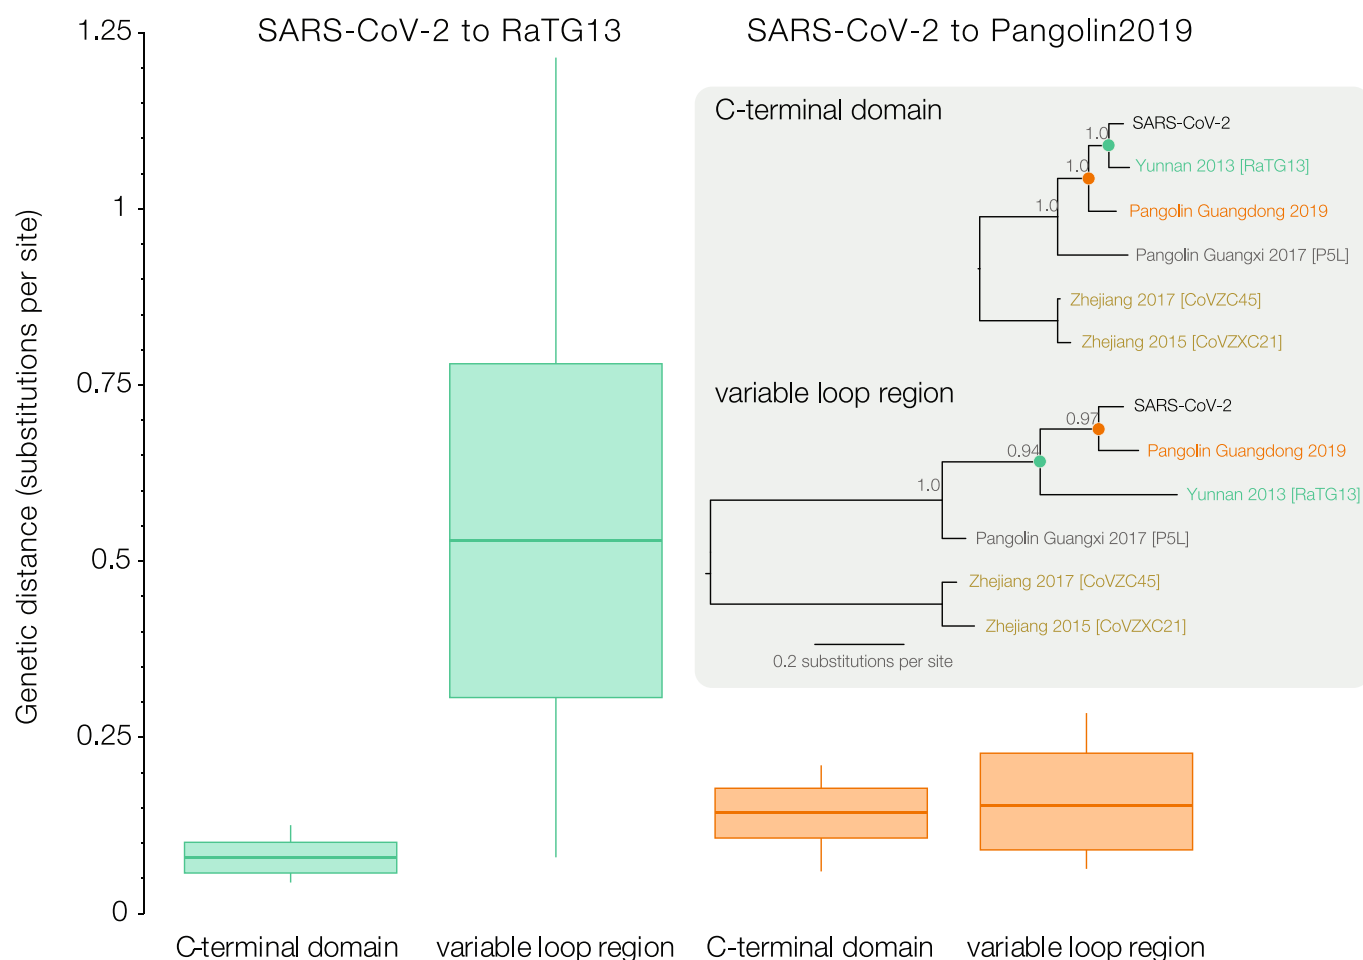 SARS-CoV-2 to RaTG13
SARS-CoV-2 to Pangolin2019
Genetic distance (substitutions per site)
1.25
1
0.75
0.5
0.25
0
C-terminal domain
SARS-CoV-2
1.0
Yunnan 2013 [RaTG13]
1.0
Pangolin Guangdong 2019
1.0
Pangolin Guangxi 2017 [P5L]
Zhejiang 2017 [CoVZC45]
Zhejiang 2015 [CoVZXC21]
variable loop region
SARS-CoV-2
0.97
Pangolin Guangdong 2019
0.94
Yunnan 2013 [RaTG13]
1.0
Pangolin Guangxi 2017 [P5L]
Zhejiang 2017 [CoVZC45]
Zhejiang 2015 [CoVZXC21]
0.2 substitutions per site
C-terminal domain
variable loop region
C-terminal domain
variable loop region